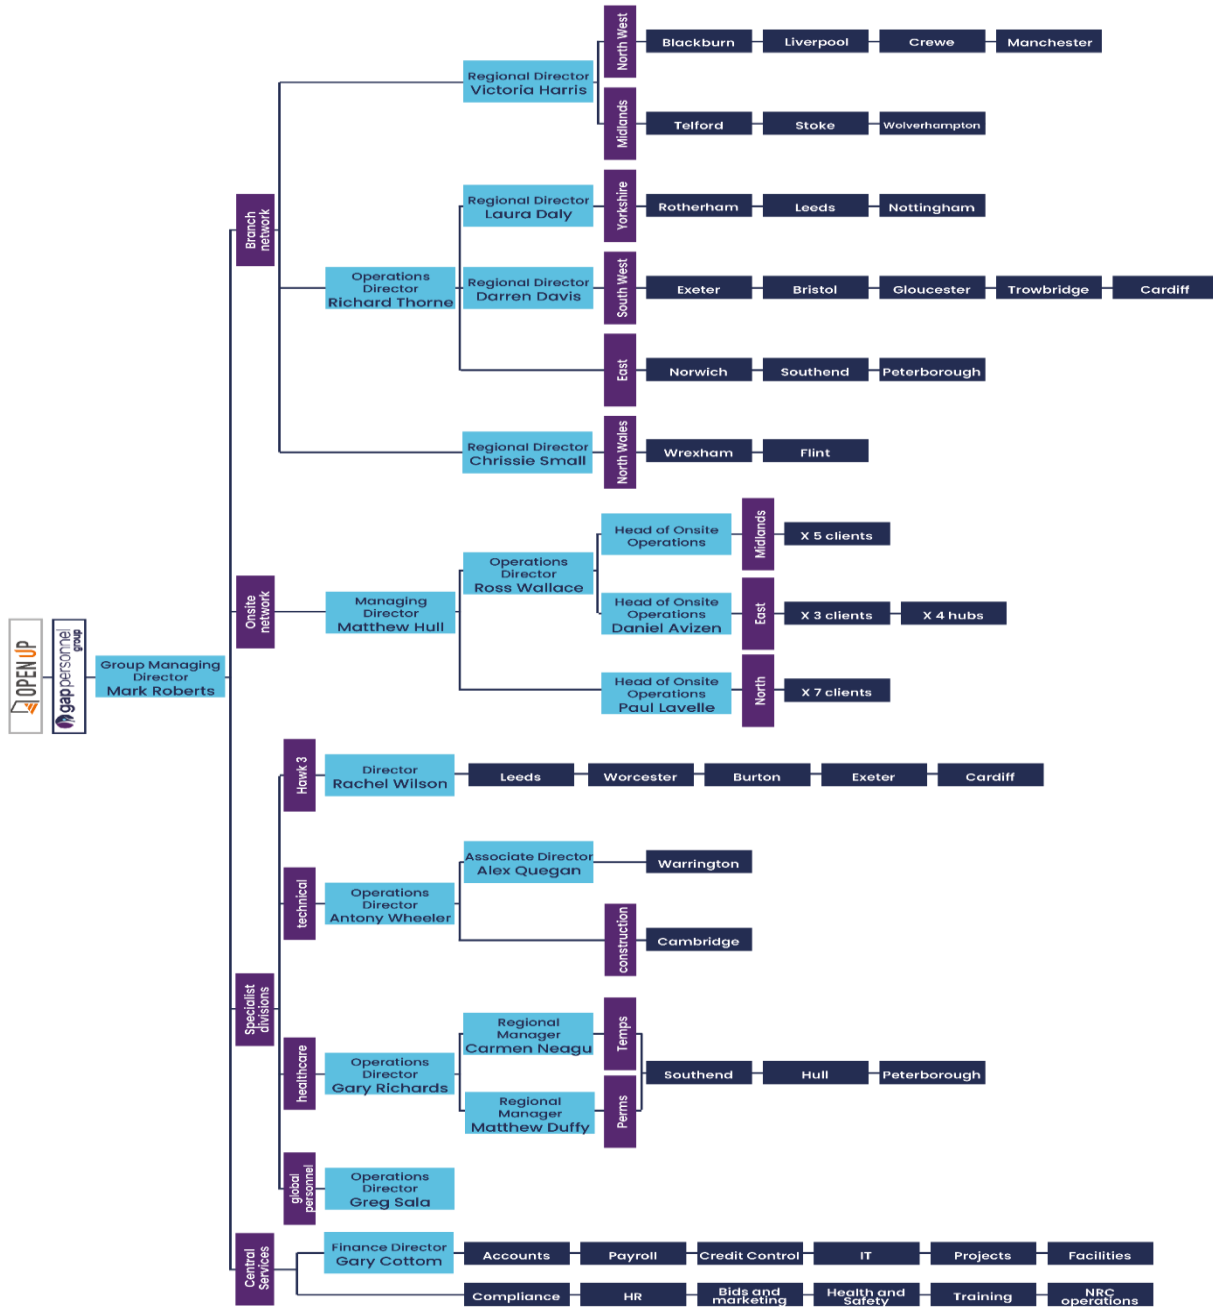 OPEN UP
gap personnel
group
Group Managing
Director
Mark Roberts
Branch
network
Regional Director
Victoria Harris
North West
Blackburn
Liverpool
Crewe
Manchester
Midlands
Telford
Stoke
Wolverhampton
Operations
Director
Richard Thorne
Regional Director
Laura Daly
Yorkshire
Rotherham
Leeds
Nottingham
Regional Director
Darren Davis
South West
Exeter
Bristol
Gloucester
Trowbridge
Cardiff
East
Norwich
Southend
Peterborough
Regional Director
Chrissie Small
North Wales
Wrexham
Flint
Onsite
network
Managing
Director
Matthew Hull
Operations
Director
Ross Wallace
Head of Onsite
Operations
Midlands
X 5 clients
Head of Onsite
Operations
Daniel Avizen
East
X 3 clients
X 4 hubs
Head of Onsite
Operations
Paul Lavelle
North
X 7 clients
Specialist
divisions
Hawk 3
Director
Rachel Wilson
Leeds
Worcester
Burton
Exeter
Cardiff
technical
Operations
Director
Antony Wheeler
Associate Director
Alex Quegan
Warrington
construction
Cambridge
healthcare
Operations
Director
Gary Richards
Regional
Manager
Carmen Neagu
Temps
Regional
Manager
Matthew Duffy
Perms
Southend
Hull
Peterborough
global
personnel
Operations
Director
Greg Sala
Central
Services
Finance Director
Gary Cottom
Accounts
Payroll
Credit Control
IT
Projects
Facilities
Compliance
HR
Bids and
marketing
Health and
Safety
Training
NRC
operations